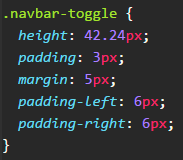 .navbar-toggle {
  height: 42.24px;
  padding: 3px;
  margin: 5px;
  padding-left: 6px;
  padding-right: 6px;
}